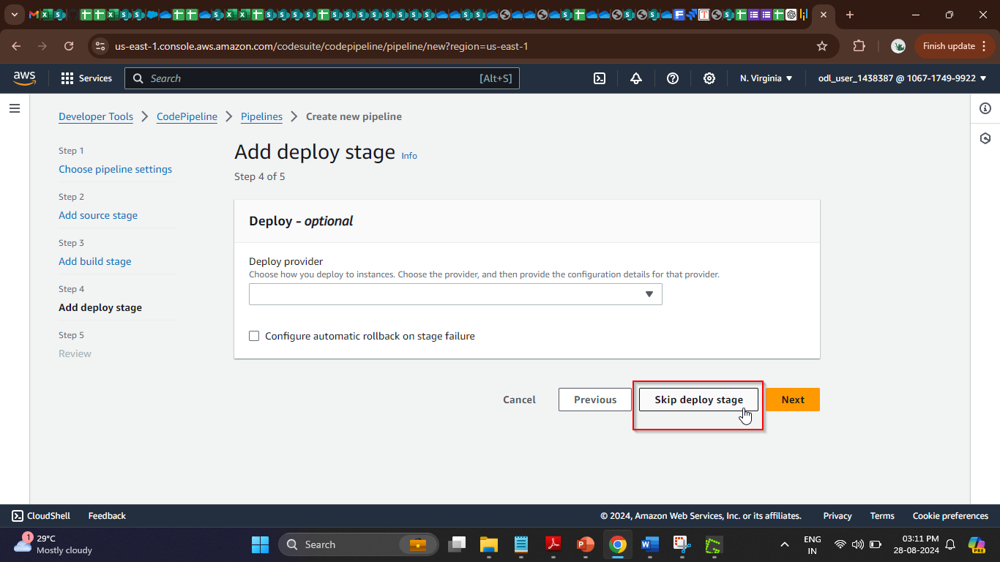 us-east-1.console.aws.amazon.com/codesuite/codepipeline/pipeline/new?region=us-east-1
Finish update
aws
Services
Search
[Alt+S]
N. Virginia
odl_user_1438387 @ 1067-1749-9922
Developer Tools
CodePipeline
Pipelines
Create new pipeline
Step 1
Choose pipeline settings
Step 2
Add source stage
Step 3
Add build stage
Step 4
Add deploy stage
Step 5
Review
Add deploy stage Info
Step 4 of 5
Deploy - optional
Deploy provider
Choose how you deploy to instances. Choose the provider, and then provide the configuration details for that provider.
Configure automatic rollback on stage failure
Cancel
Previous
Skip deploy stage
Next
CloudShell
Feedback
© 2024, Amazon Web Services, Inc. or its affiliates.
Privacy
Terms
Cookie preferences
1
29°C
Mostly cloudy
Search
ENG
IN
03:11 PM
28-08-2024
PRE